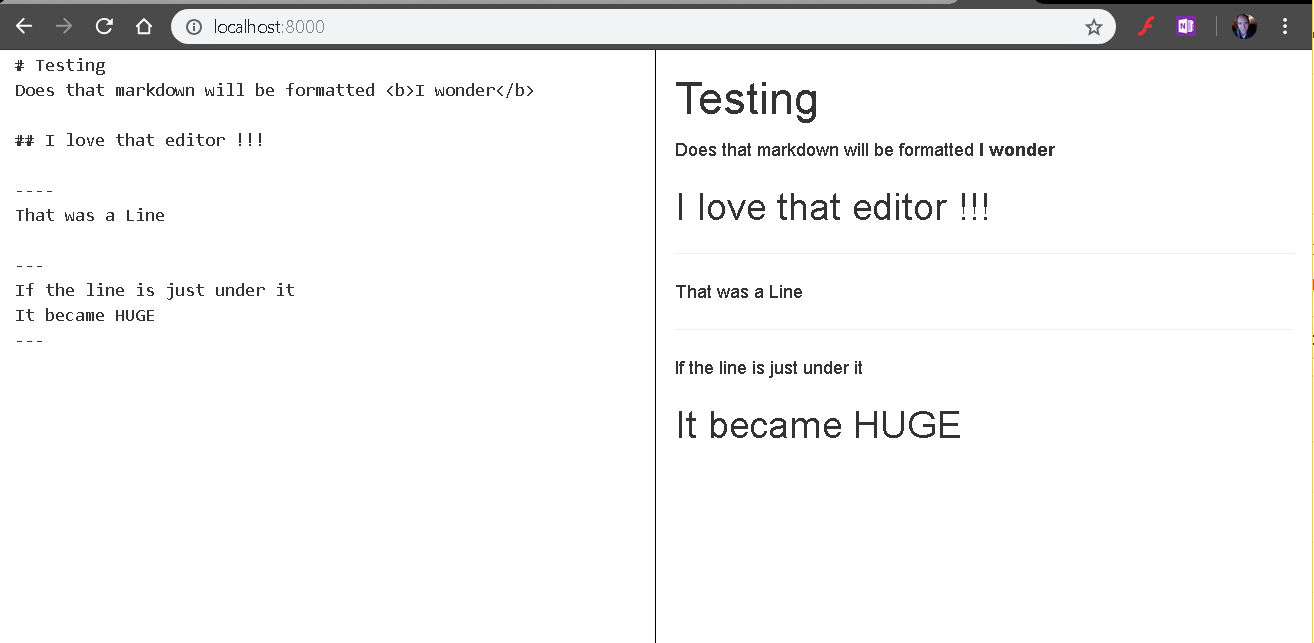 localhost:8000
# Testing
Does that markdown will be formatted <b>I wonder</b>
## I love that editor !!!
----
That was a Line
---
If the line is just under it
It became HUGE
---
Testing
Does that markdown will be formatted I wonder
I love that editor !!!
That was a Line
If the line is just under it
It became HUGE